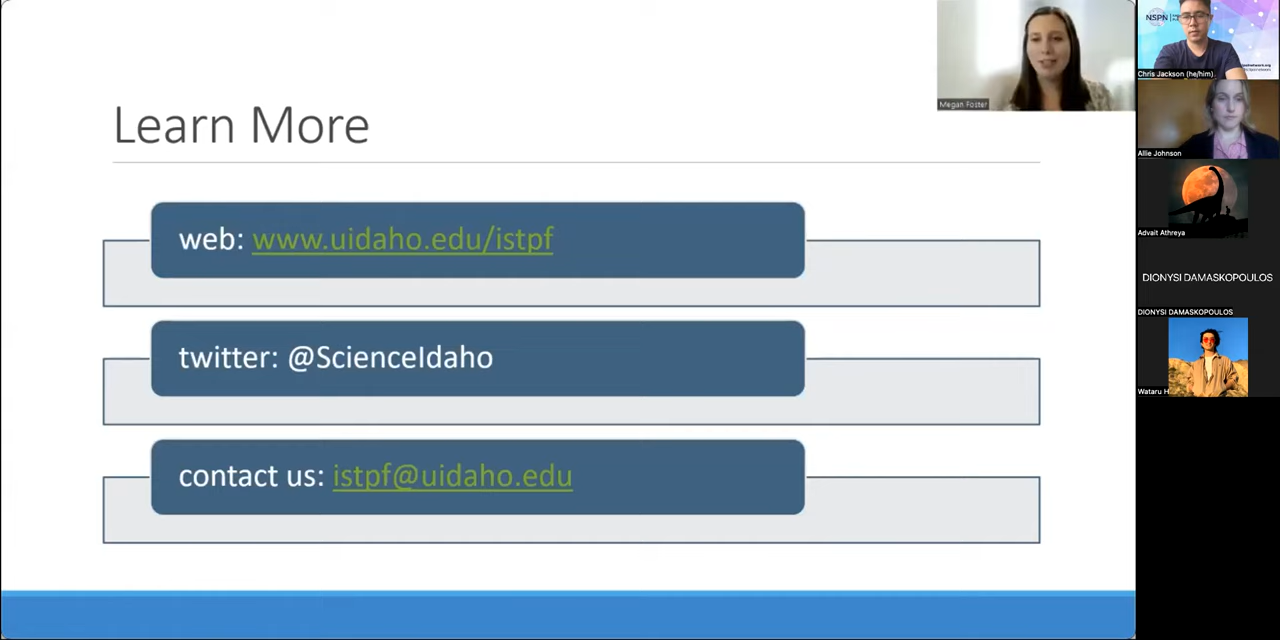 Learn More
web: www.uidaho.edu/istpf
twitter: @ScienceIdaho
contact us: istpf@uidaho.edu
Megan Foster
NSPN
Chris Jackson (he/him)
Allie Johnson
Advait Athreya
DIONYSI DAMASKOPOULOS
DIONYSI DAMASKOPOULOS
Wataru H